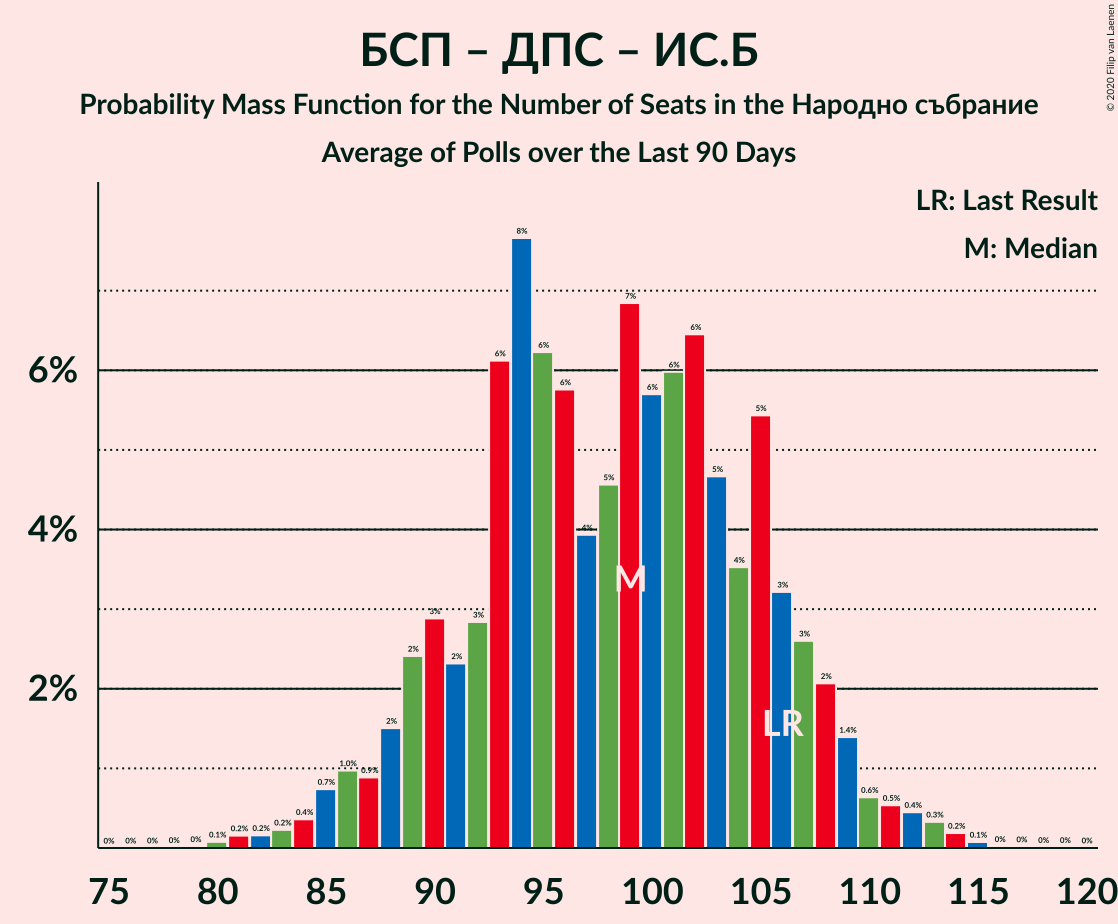 БСП – ДПС – ИС.Б
Probability Mass Function for the Number of Seats in the Народно събрание
Average of Polls over the Last 90 Days
© 2020 Filip van Laenen
LR: Last Result
M: Median
6%
4%
2%
0% 0% 0% 0% 0% 0.1% 0.2% 0.2% 0.2% 0.4% 0.7% 1.0% 0.9% 2% 2% 3% 2% 3% 6% 8% 6% 6% 4% 5% 7% 6% 6% 6% 5% 4% 5% 3% 3% 2% 1.4% 0.6% 0.5% 0.4% 0.3% 0.2% 0.1% 0% 0% 0% 0% 0%
M
LR
75 80 85 90 95 100 105 110 115 120